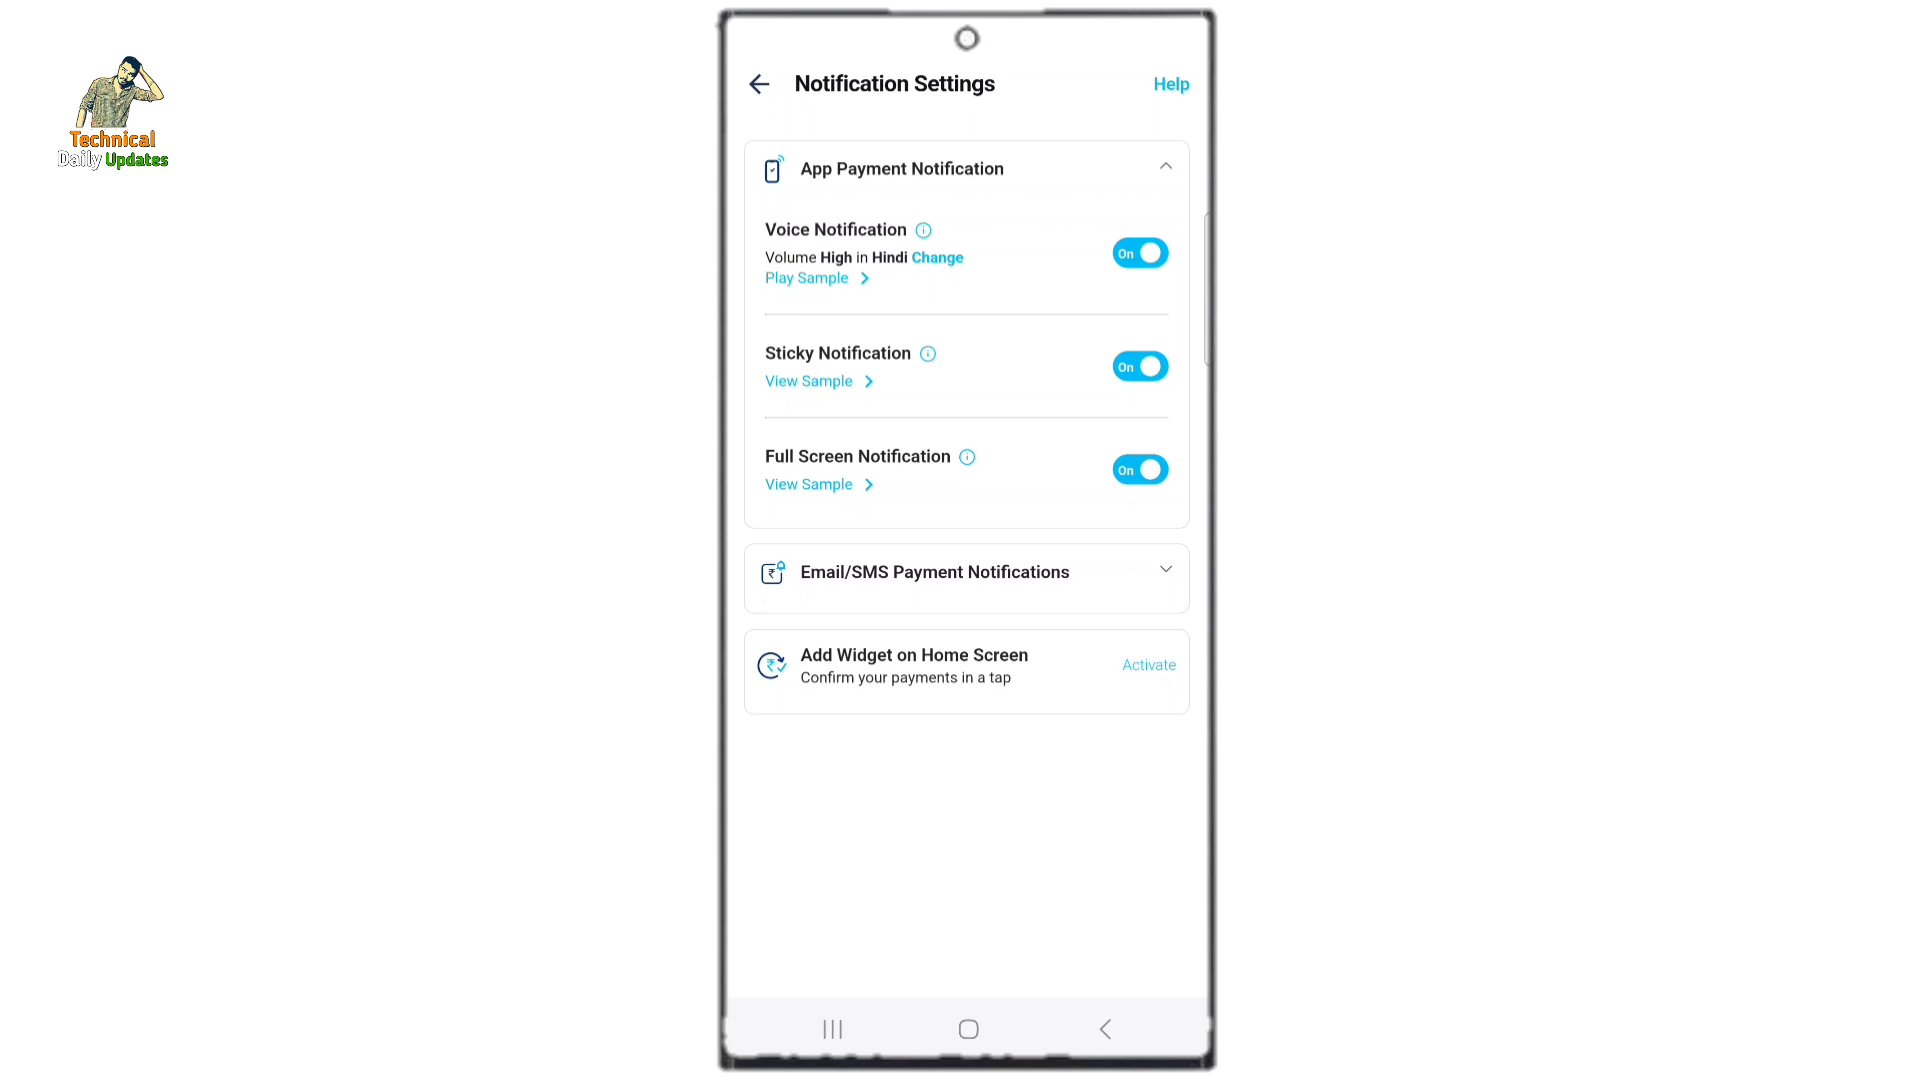 Technical
Daily Updates
Notification Settings
Help
App Payment Notification
Voice Notification
Volume High in Hindi Change
On
Play Sample
Sticky Notification
On
View Sample
Full Screen Notification
On
View Sample
Email/SMS Payment Notifications
Add Widget on Home Screen
Activate
Confirm your payments in a tap